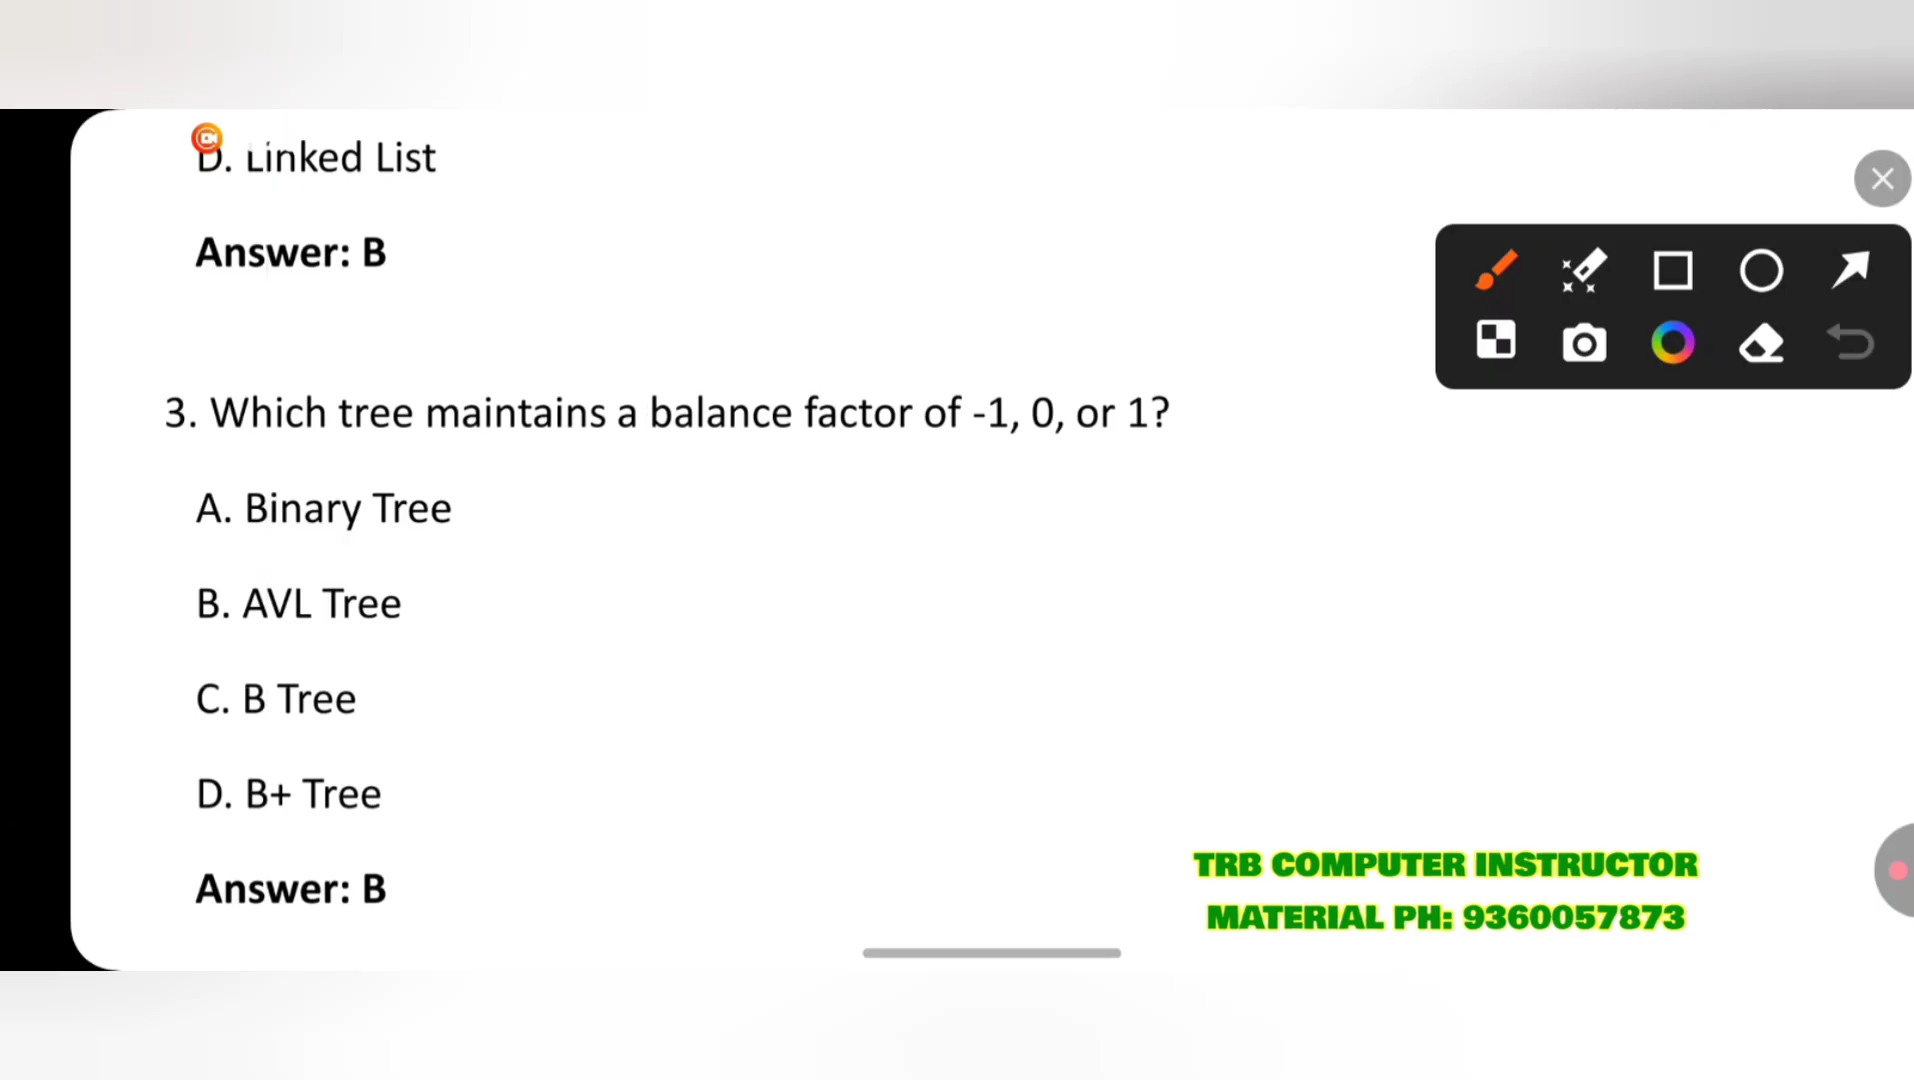 D. Linked List
Answer: B
3. Which tree maintains a balance factor of -1, 0, or 1?
A. Binary Tree
B. AVL Tree
C. B Tree
D. B+ Tree
Answer: B
TRB COMPUTER INSTRUCTOR
MATERIAL PH: 9360057873